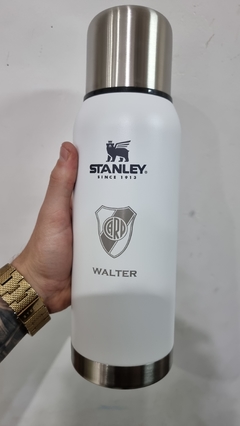 STANLEY®
SINCE 1913
CARP
WALTER